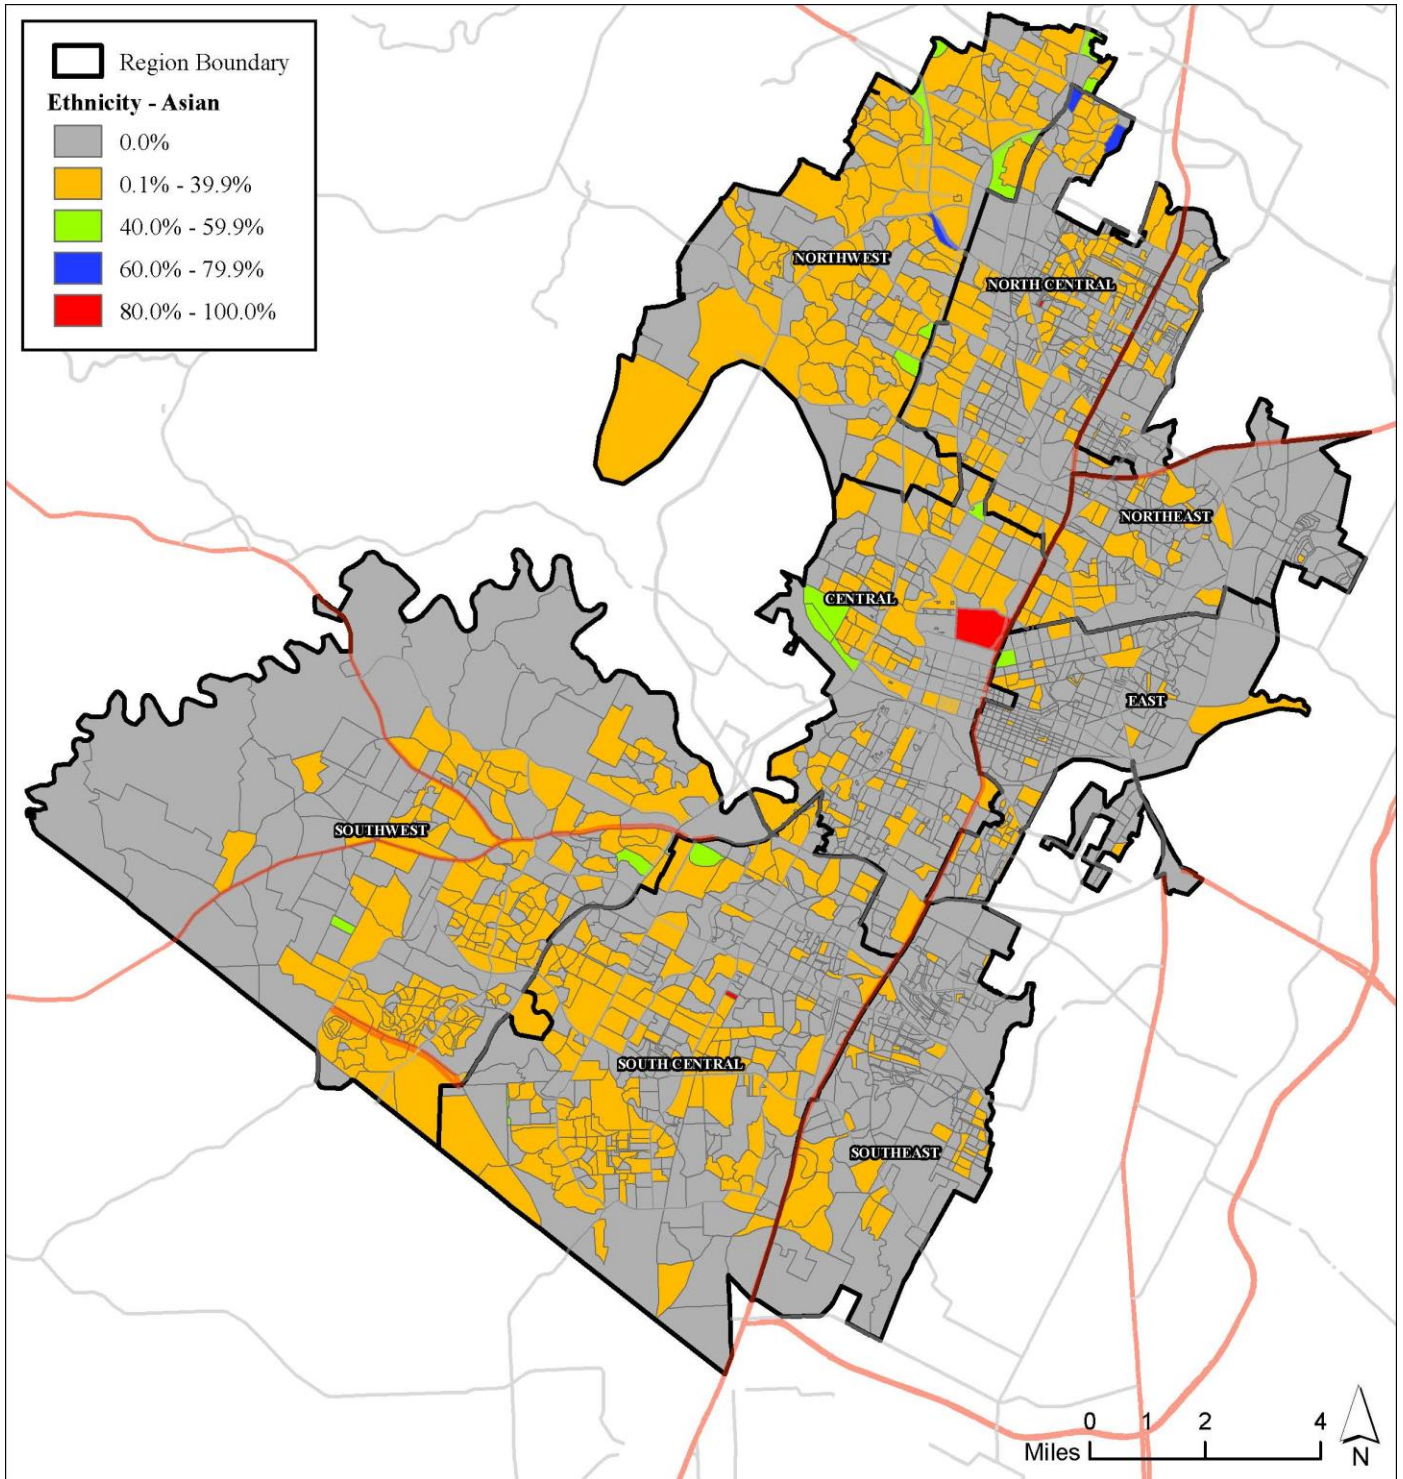 Region Boundary
Ethnicity - Asian
0.0%
0.1% - 39.9%
40.0% - 59.9%
60.0% - 79.9%
80.0% - 100.0%
NORTHWEST
NORTH CENTRAL
NORTHEAST
CENTRAL
EAST
SOUTHWEST
SOUTH CENTRAL
SOUTHEAST
0 1 2 4
Miles
N